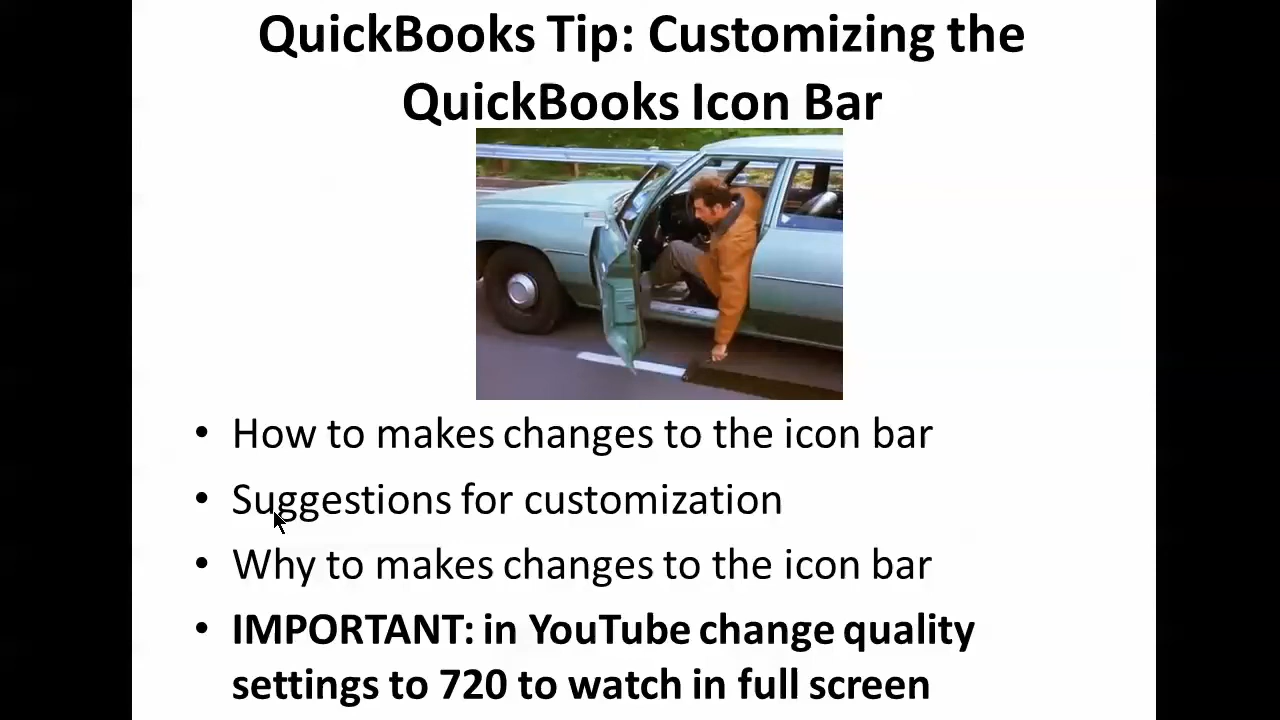 QuickBooks Tip: Customizing the
QuickBooks Icon Bar
• How to makes changes to the icon bar
• Suggestions for customization
• Why to makes changes to the icon bar
• IMPORTANT: in YouTube change quality
settings to 720 to watch in full screen